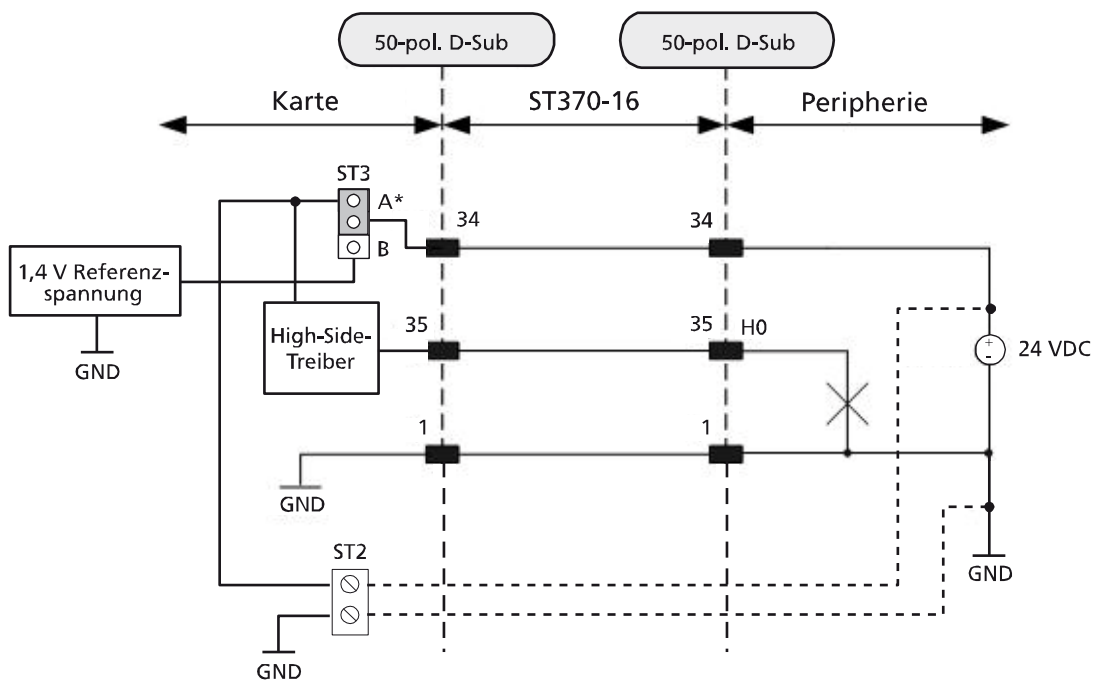 50-pol. D-Sub
50-pol. D-Sub
Karte
ST370-16
Peripherie
ST3
A*
B
34
34
1,4 V Referenz-
spannung
GND
High-Side-
Treiber
35
35
H0
+
-
24 VDC
1
1
GND
ST2
GND
GND